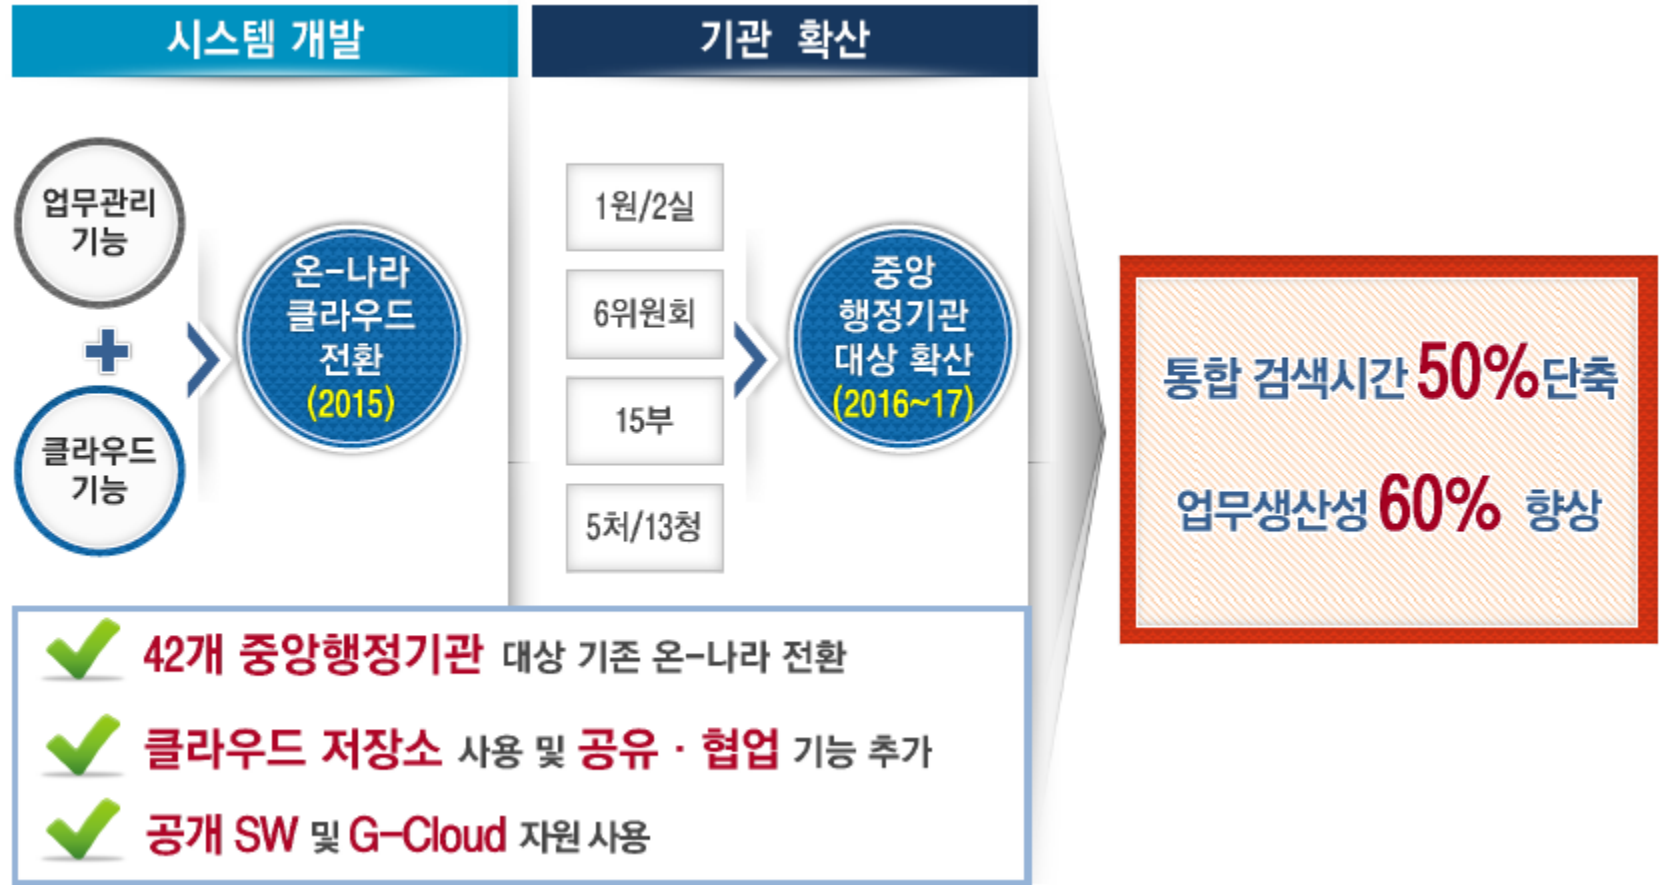 시스템 개발
기관 확산
업무관리
기능
클라우드
기능
온-나라
클라우드
전환
(2015)
1원/2실
6위원회
15부
5처/13청
중앙
행정기관
대상 확산
(2016~17)
통합 검색시간 50%단축
업무생산성 60% 향상
42개 중앙행정기관 대상 기존 온-나라 전환
클라우드 저장소 사용 및 공유 · 협업 기능 추가
공개 SW 및 G-Cloud 자원 사용